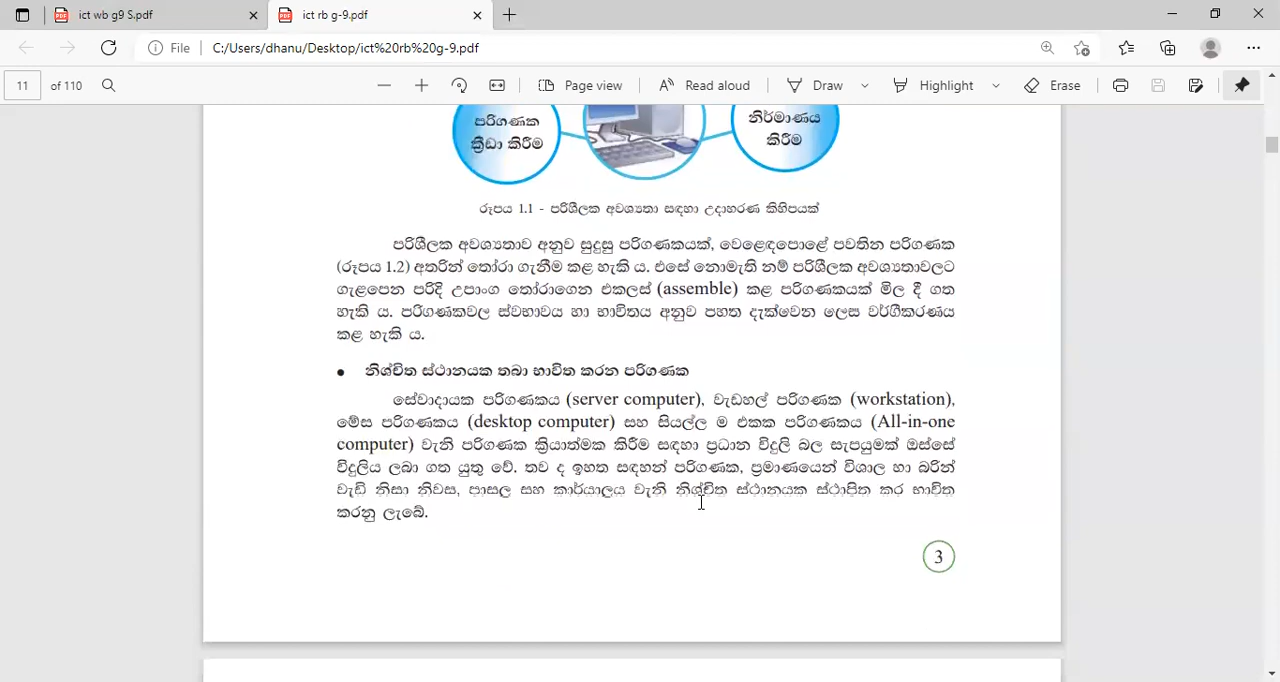 ict wb g9 S.pdf
ict rb g-9.pdf
File
C:/Users/dhanu/Desktop/ict%20rb%20g-9.pdf
11 of 110
Page view
Read aloud
Draw
Highlight
Erase
පරිගණක
ක්‍රීඩා කිරීම
නිර්මාණය
කිරීම
රූපය 1.1 - පරිශීලක අවශ්‍යතා සඳහා උදාහරණ කිහිපයක්
පරිශීලක අවශ්‍යතාව අනුව සුදුසු පරිගණකයක්, වෙළෙඳපොළේ පවතින පරිගණක
(රූපය 1.2) අතරින් තෝරා ගැනීම කළ හැකි ය. එසේ නොමැති නම් පරිශීලක අවශ්‍යතාවලට
ගැළපෙන පරිදි උපාංග තෝරාගෙන එකලස් (assemble) කළ පරිගණකයක් මිල දී ගත
හැකි ය. පරිගණකවල ස්වභාවය හා භාවිතය අනුව පහත දැක්වෙන ලෙස වර්ගීකරණය
කළ හැකි ය.
● නිශ්චිත ස්ථානයක තබා භාවිත කරන පරිගණක
සේවාදායක පරිගණකය (server computer), වැඩහල් පරිගණක (workstation),
මේස පරිගණකය (desktop computer) සහ සියල්ල ම එකක පරිගණකය (All-in-one
computer) වැනි පරිගණක ක්‍රියාත්මක කිරීම සඳහා ප්‍රධාන විදුලි බල සැපයුමක් ඔස්සේ
විදුලිය ලබා ගත යුතු වේ. තව ද ඉහත සඳහන් පරිගණක, ප්‍රමාණයෙන් විශාල හා බරින්
වැඩි නිසා නිවස, පාසල සහ කාර්යාලය වැනි නිශ්චිත ස්ථානයක ස්ථාපිත කර භාවිත
කරනු ලැබේ.
3